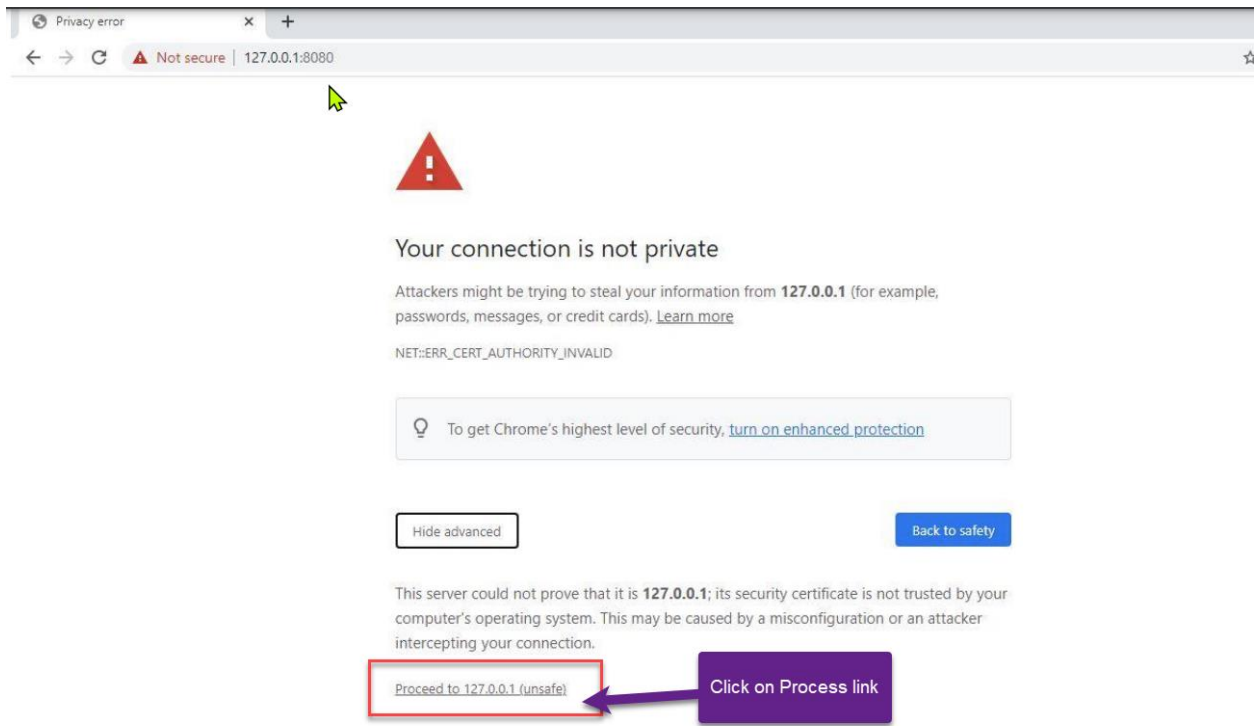 Privacy error
Not secure | 127.0.0.1:8080
Your connection is not private
Attackers might be trying to steal your information from 127.0.0.1 (for example,
passwords, messages, or credit cards). Learn more
NET::ERR_CERT_AUTHORITY_INVALID
To get Chrome's highest level of security, turn on enhanced protection
Hide advanced
Back to safety
This server could not prove that it is 127.0.0.1; its security certificate is not trusted by your
computer's operating system. This may be caused by a misconfiguration or an attacker
intercepting your connection.
Proceed to 127.0.0.1 (unsafe)
Click on Process link